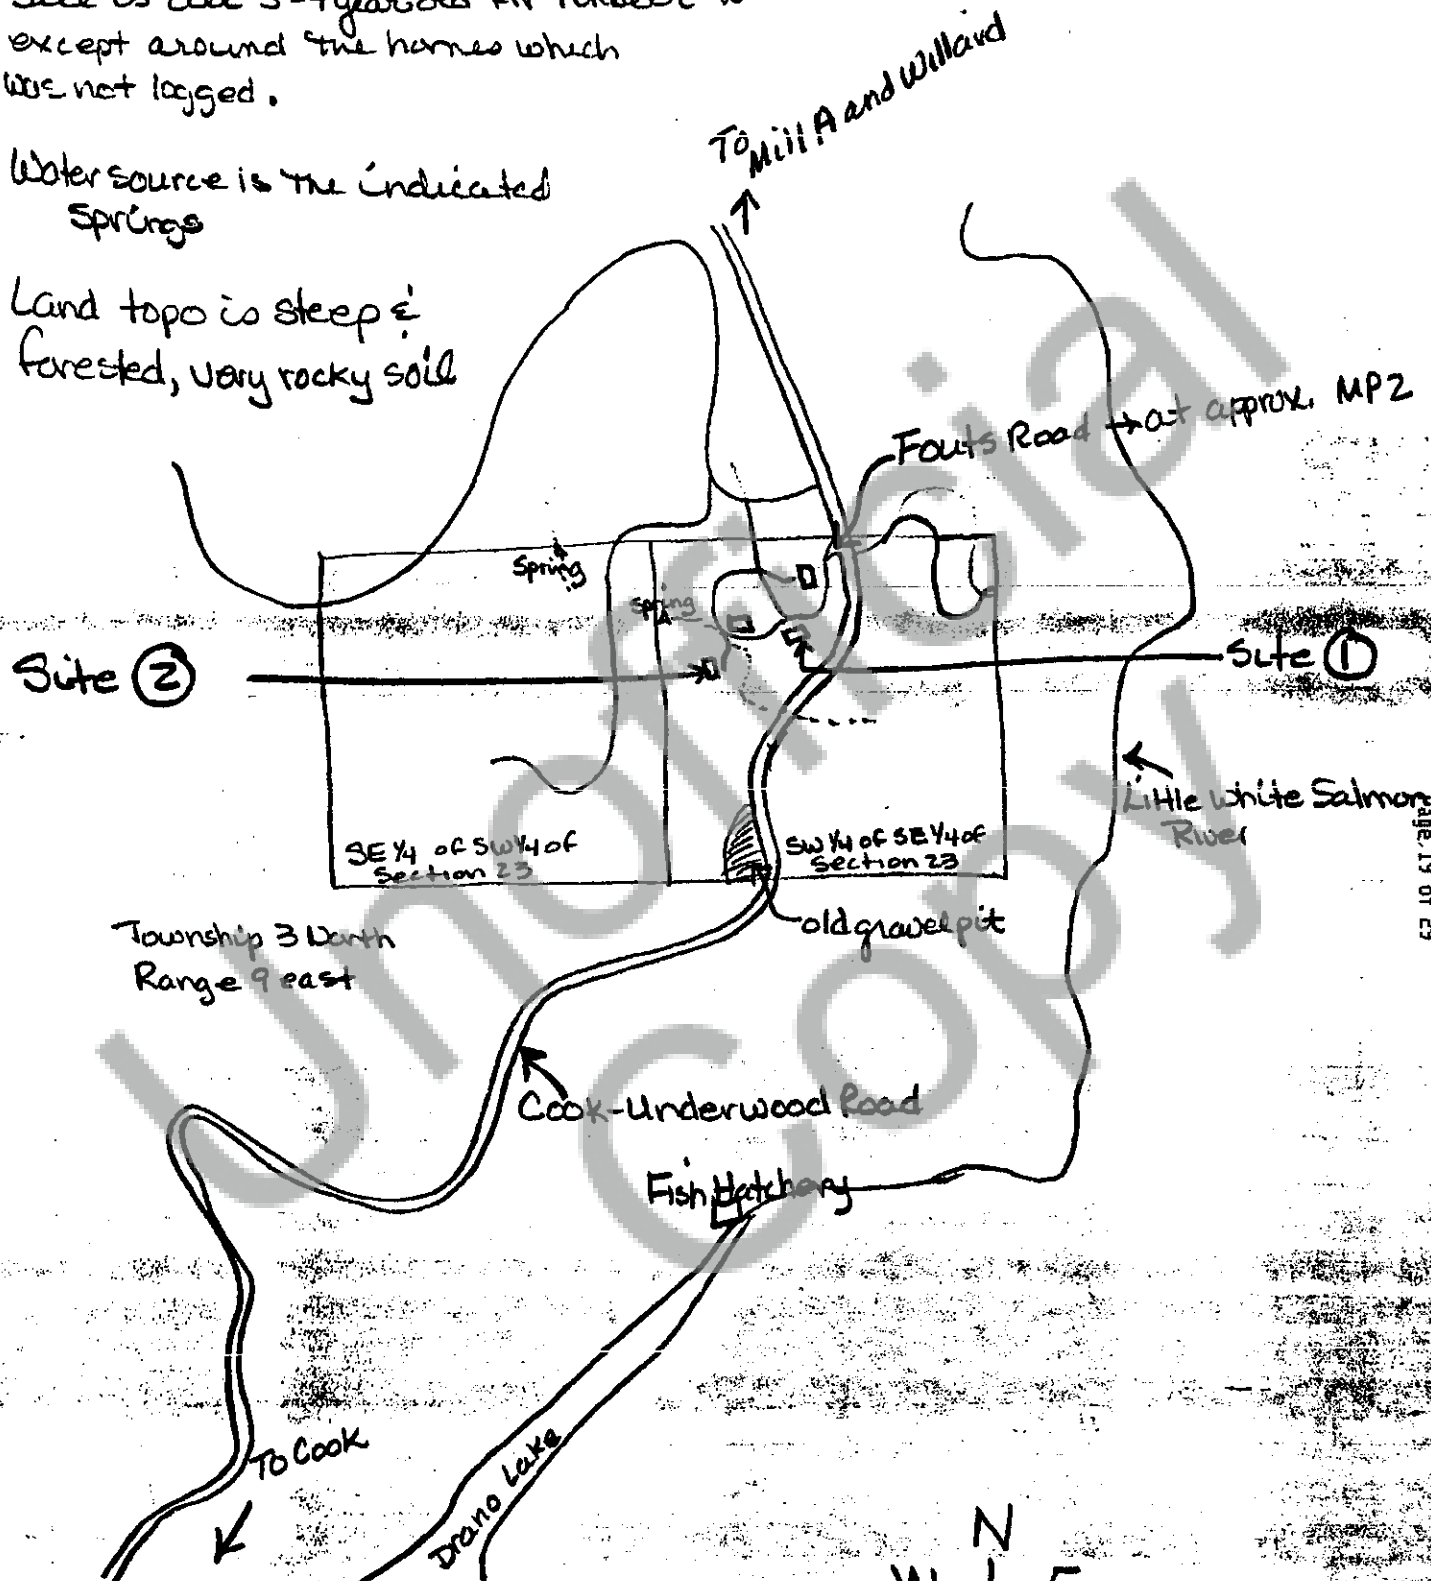 except around the homes which
was not logged.
To Mill A and Willard
Water source is the indicated
Springs
Land topo is steep &
forested, very rocky soil
Fouts Road → at approx. MP2
Spring
Spring
Site ②
Site ①
Little White Salmon
River
SE 1/4 of SW 1/4 of
Section 23
SW 1/4 of SE 1/4 of
Section 23
old gravel pit
Township 3 North
Range 9 east
Cook-Underwood Road
Fish Hatchery
To Cook
Drano Lake
N
W E
Unofficial
Copy